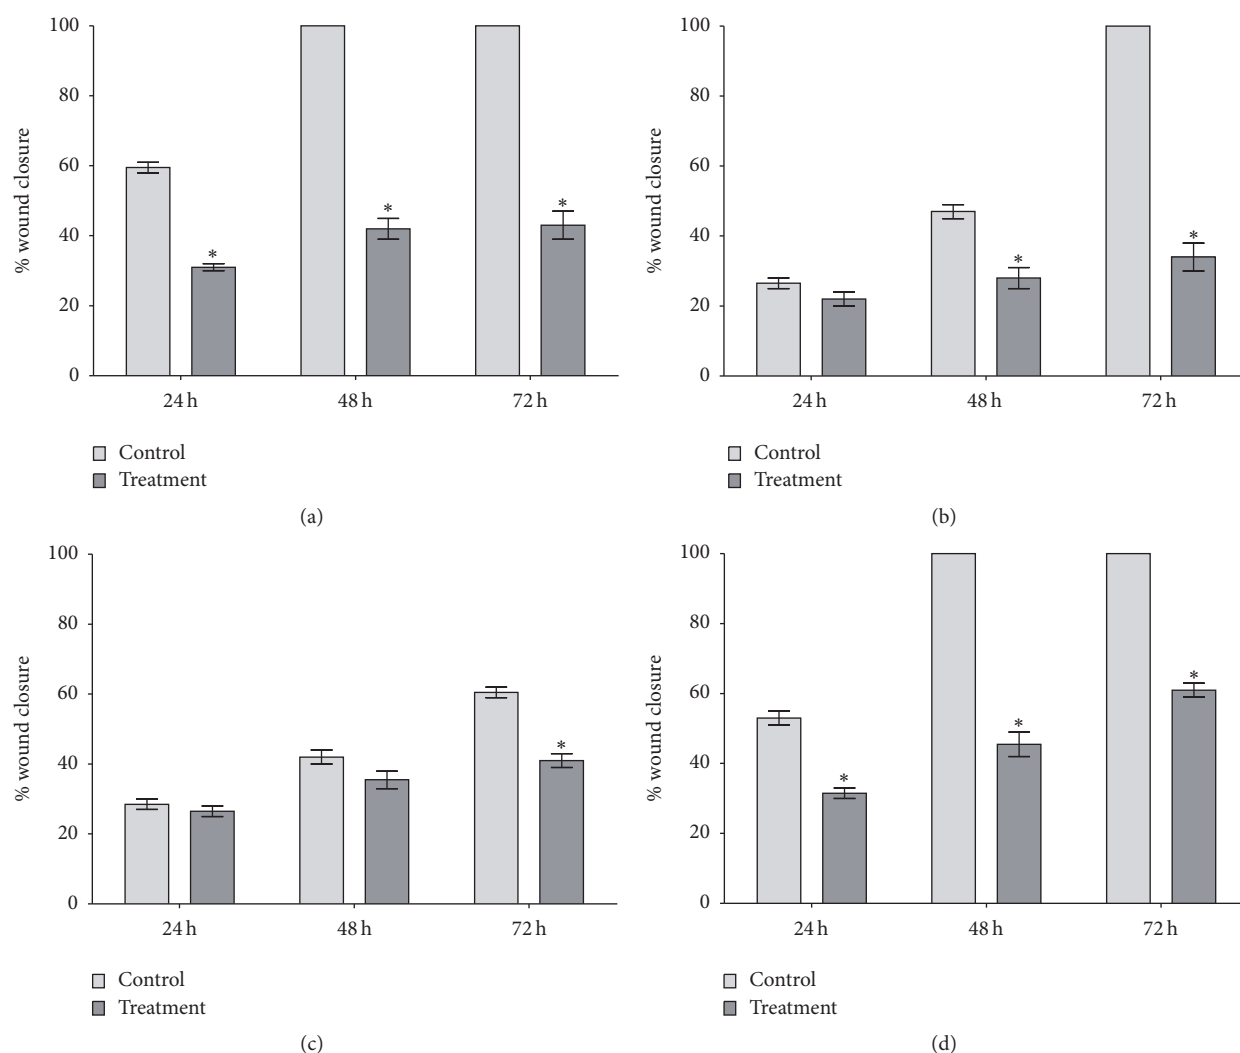 100
80
60
40
20
0
% wound closure
*
*
*
24 h 48 h 72 h
Control
Treatment
(a)
100
80
60
40
20
0
% wound closure
*
*
24 h 48 h 72 h
Control
Treatment
(b)
100
80
60
40
20
0
% wound closure
*
24 h 48 h 72 h
Control
Treatment
(c)
100
80
60
40
20
0
% wound closure
*
*
*
24 h 48 h 72 h
Control
Treatment
(d)